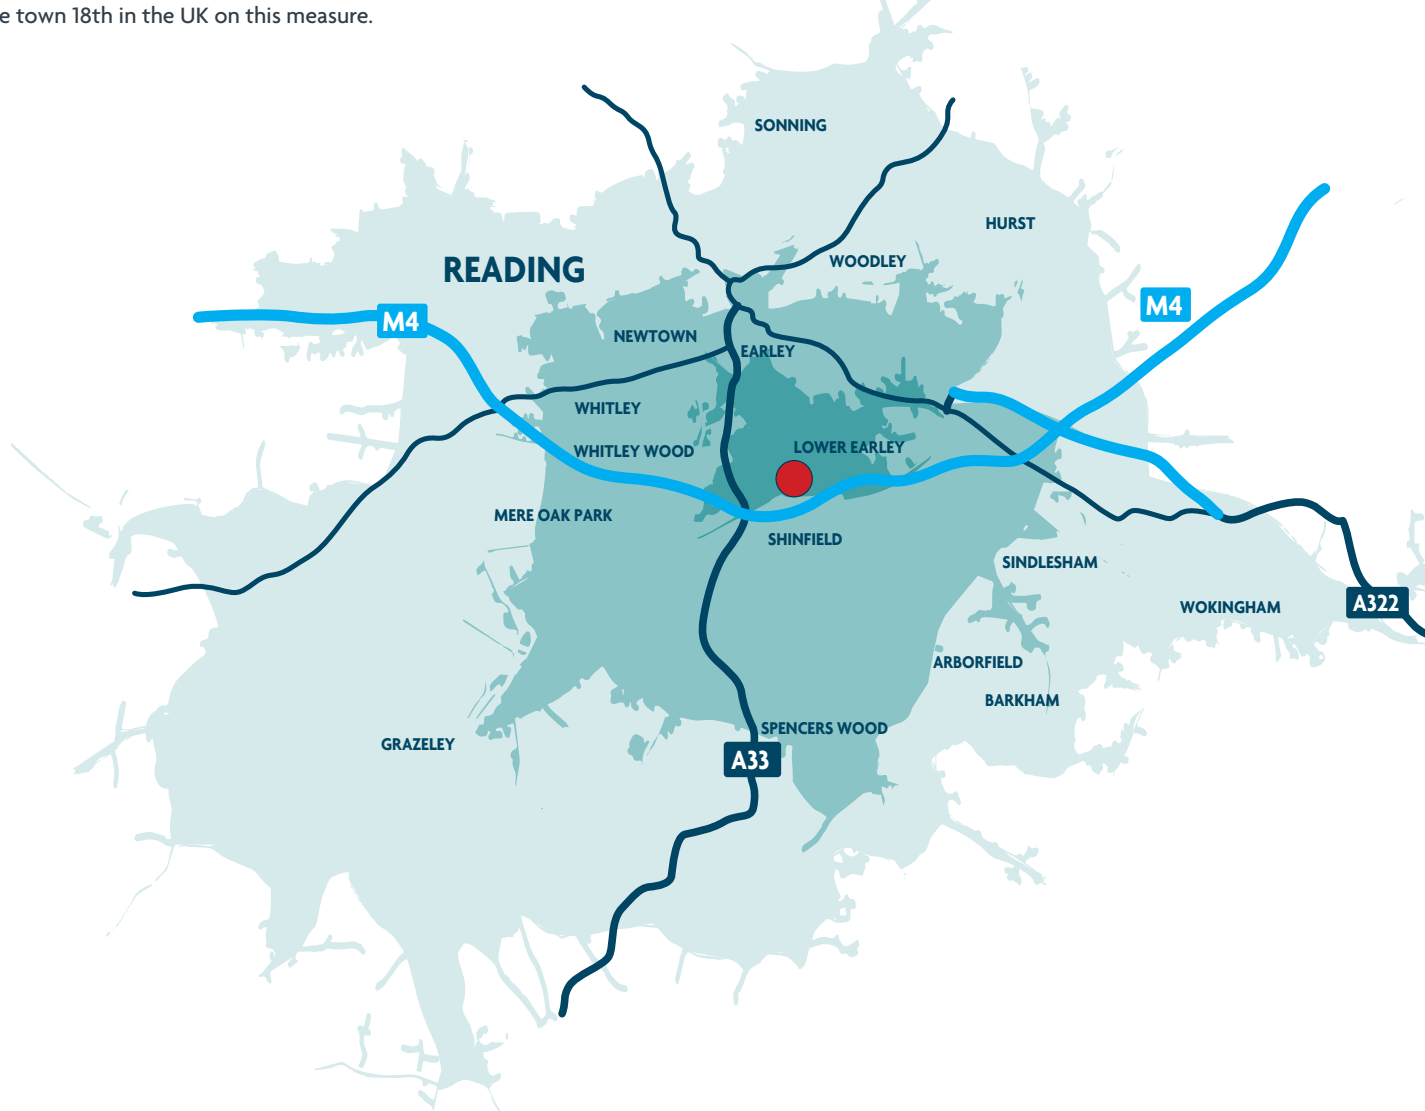 e town 18th in the UK on this measure.
SONNING
HURST
WOODLEY
READING
M4
M4
NEWTOWN
EARLEY
WHITLEY
WHITLEY WOOD
LOWER EARLEY
MERE OAK PARK
SHINFIELD
SINDLESHAM
WOKINGHAM
A322
ARBORFIELD
BARKHAM
SPENCERS WOOD
GRAZELEY
A33